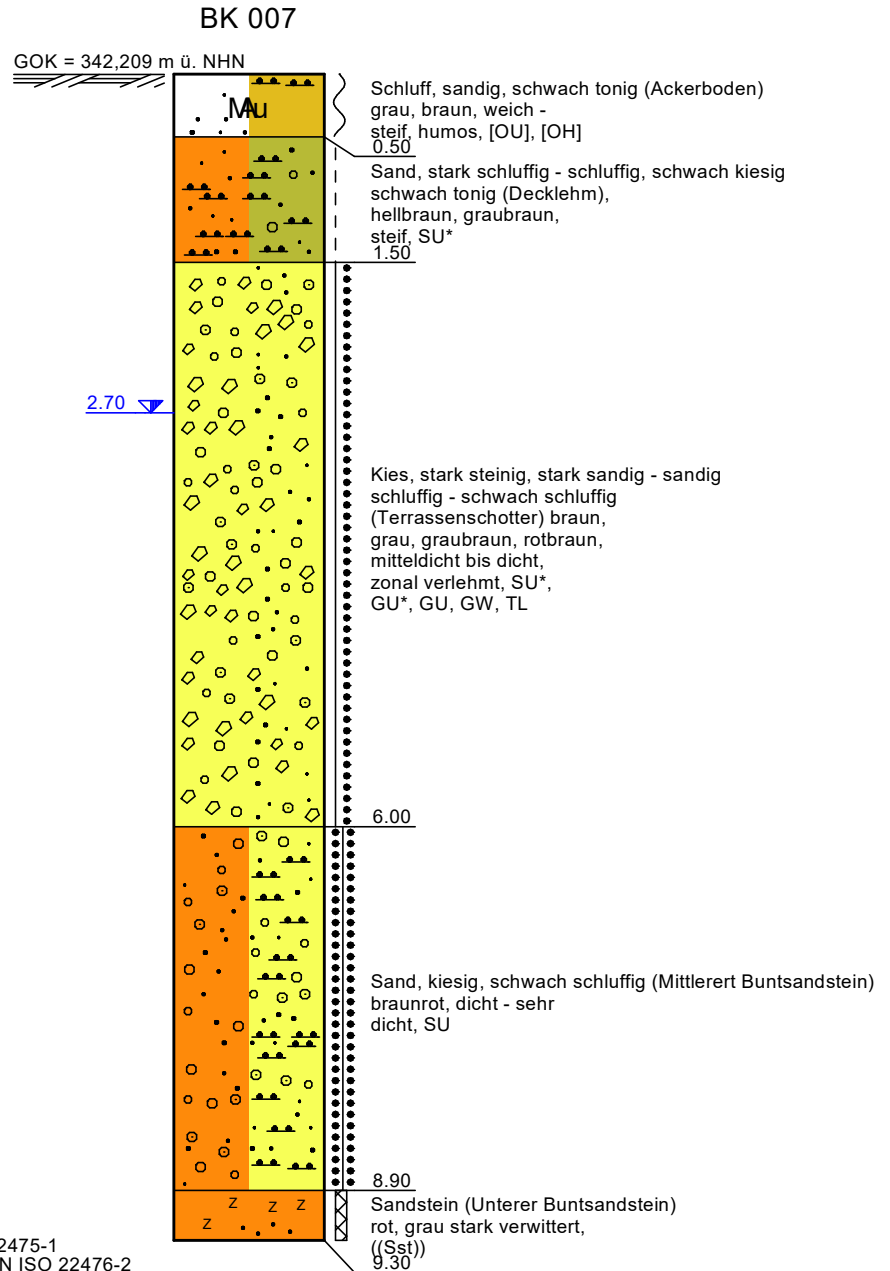 BK 007
GOK = 342,209 m ü. NHN
Mu
Au
Schluff, sandig, schwach tonig (Ackerboden)
grau, braun, weich -
steif, humos, [OU], [OH]
0.50
Sand, stark schluffig - schluffig, schwach kiesig
schwach tonig (Decklehm),
hellbraun, graubraun,
steif, SU*
1.50
2.70
Kies, stark steinig, stark sandig - sandig
schluffig - schwach schluffig
(Terrassenschotter) braun,
grau, graubraun, rotbraun,
mitteldicht bis dicht,
zonal verlehmt, SU*,
GU*, GU, GW, TL
6.00
Sand, kiesig, schwach schluffig (Mittlerert Buntsandstein)
braunrot, dicht - sehr
dicht, SU
8.90
Z Z Z
Z
Sandstein (Unterer Buntsandstein)
rot, grau stark verwittert,
((Sst))
9.30
2475-1
N ISO 22476-2